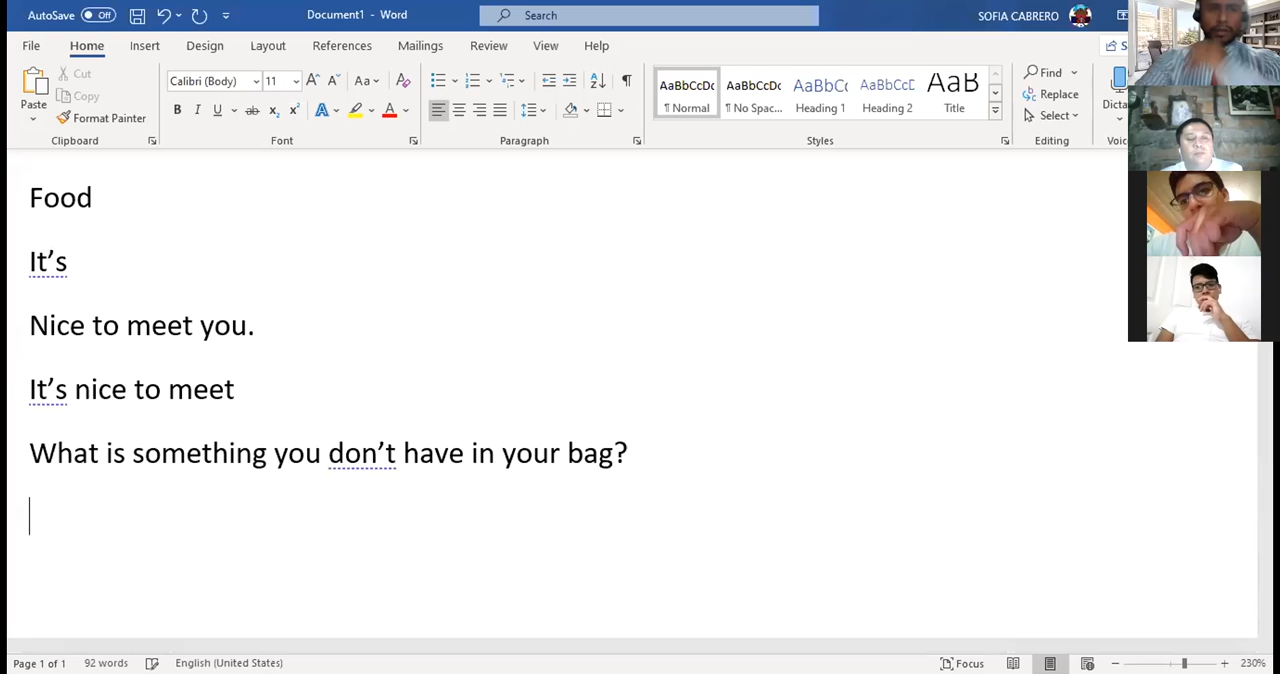 AutoSave Off Document1 - Word Search SOFIA CABRERO
File Home Insert Design Layout References Mailings Review View Help
Paste Cut Copy Format Painter
Calibri (Body) 11
AaBbCcDc AaBbCcDc AaBbCc AaBbCcD AaB
¶ Normal ¶ No Spac... Heading 1 Heading 2 Title
Find
Replace
Select
Clipboard Font Paragraph Styles Editing
Food
It’s
Nice to meet you.
It’s nice to meet
What is something you don’t have in your bag?
Page 1 of 1 92 words English (United States) Focus 230%